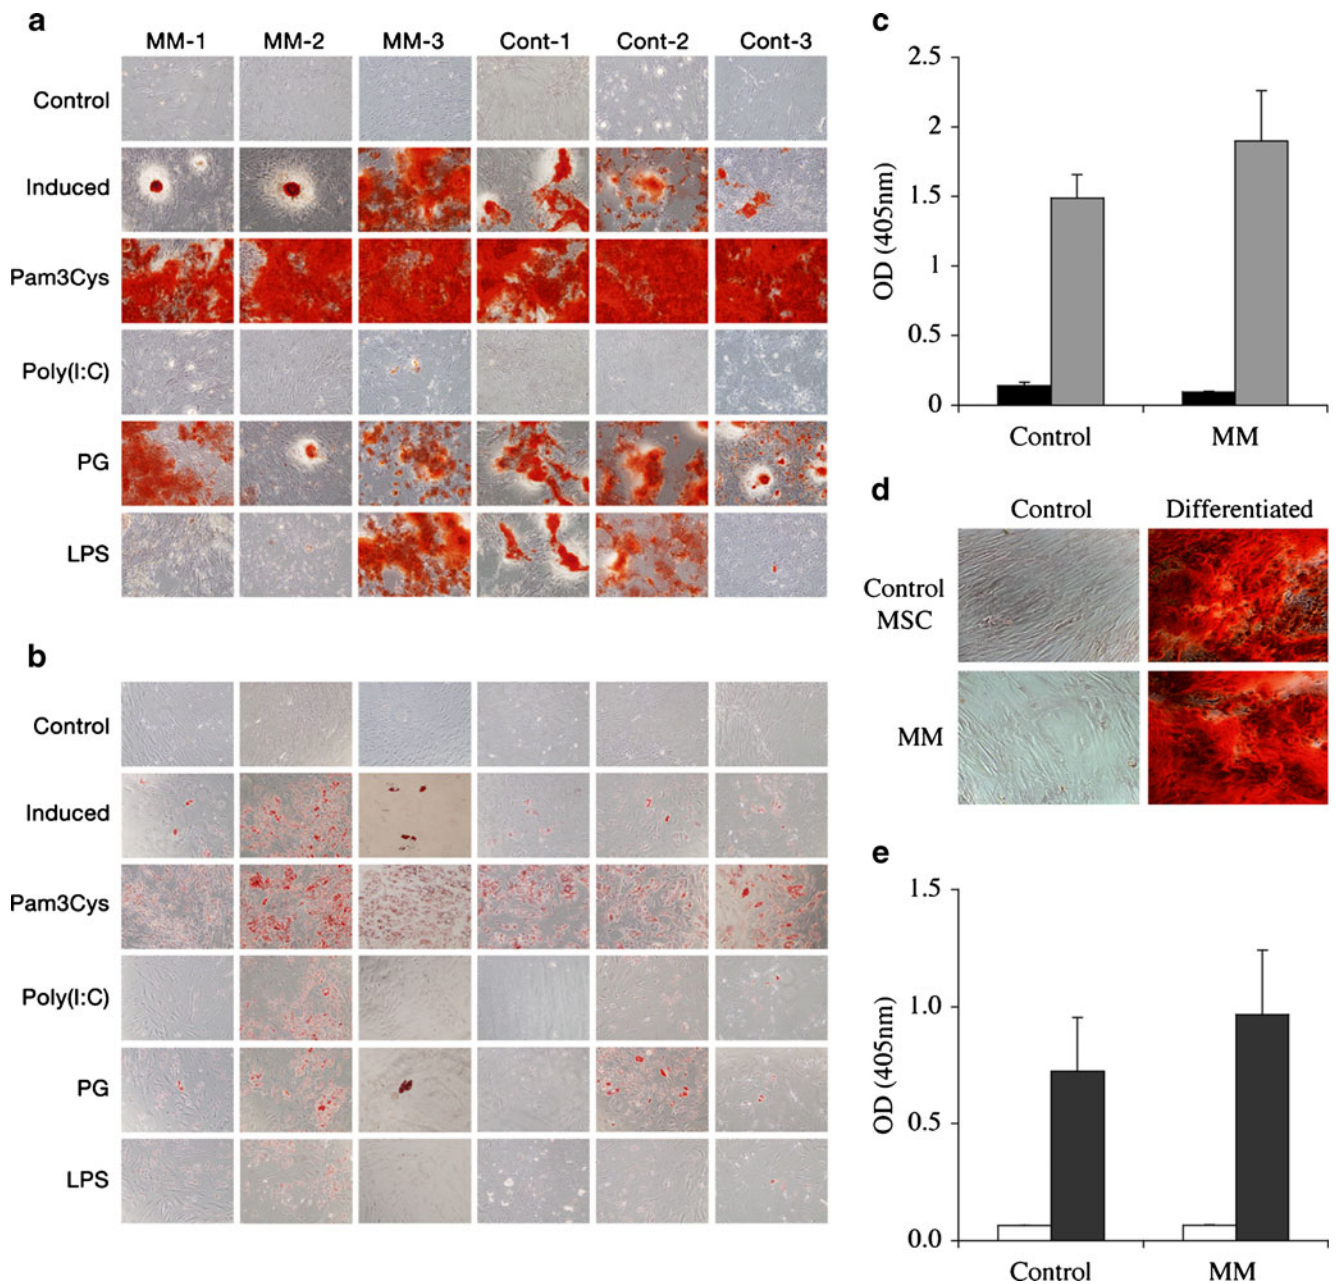 a
MM-1 MM-2 MM-3 Cont-1 Cont-2 Cont-3
Control
Induced
Pam3Cys
Poly(I:C)
PG
LPS
b
Control
Induced
Pam3Cys
Poly(I:C)
PG
LPS
c
2.5
2
1.5
1
0.5
0
OD (405nm)
Control MM
d
Control Differentiated
Control
MSC
MM
e
1.5
1.0
0.5
0.0
OD (405nm)
Control MM